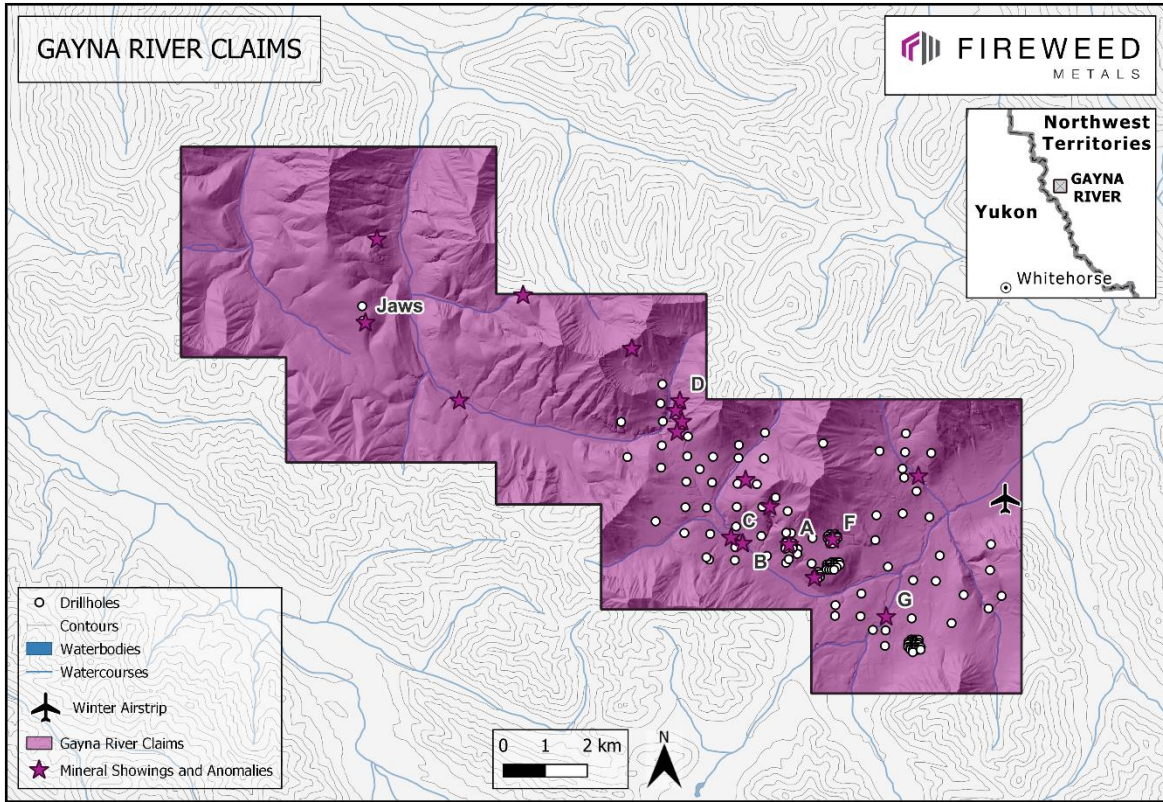 GAYNA RIVER CLAIMS
FIREWEED
METALS
Northwest
Territories
GAYNA
RIVER
Yukon
Whitehorse
Jaws
D
C
A
F
B
G
Drillholes
Contours
Waterbodies
Watercourses
Winter Airstrip
Gayna River Claims
Mineral Showings and Anomalies
0 1 2 km
N